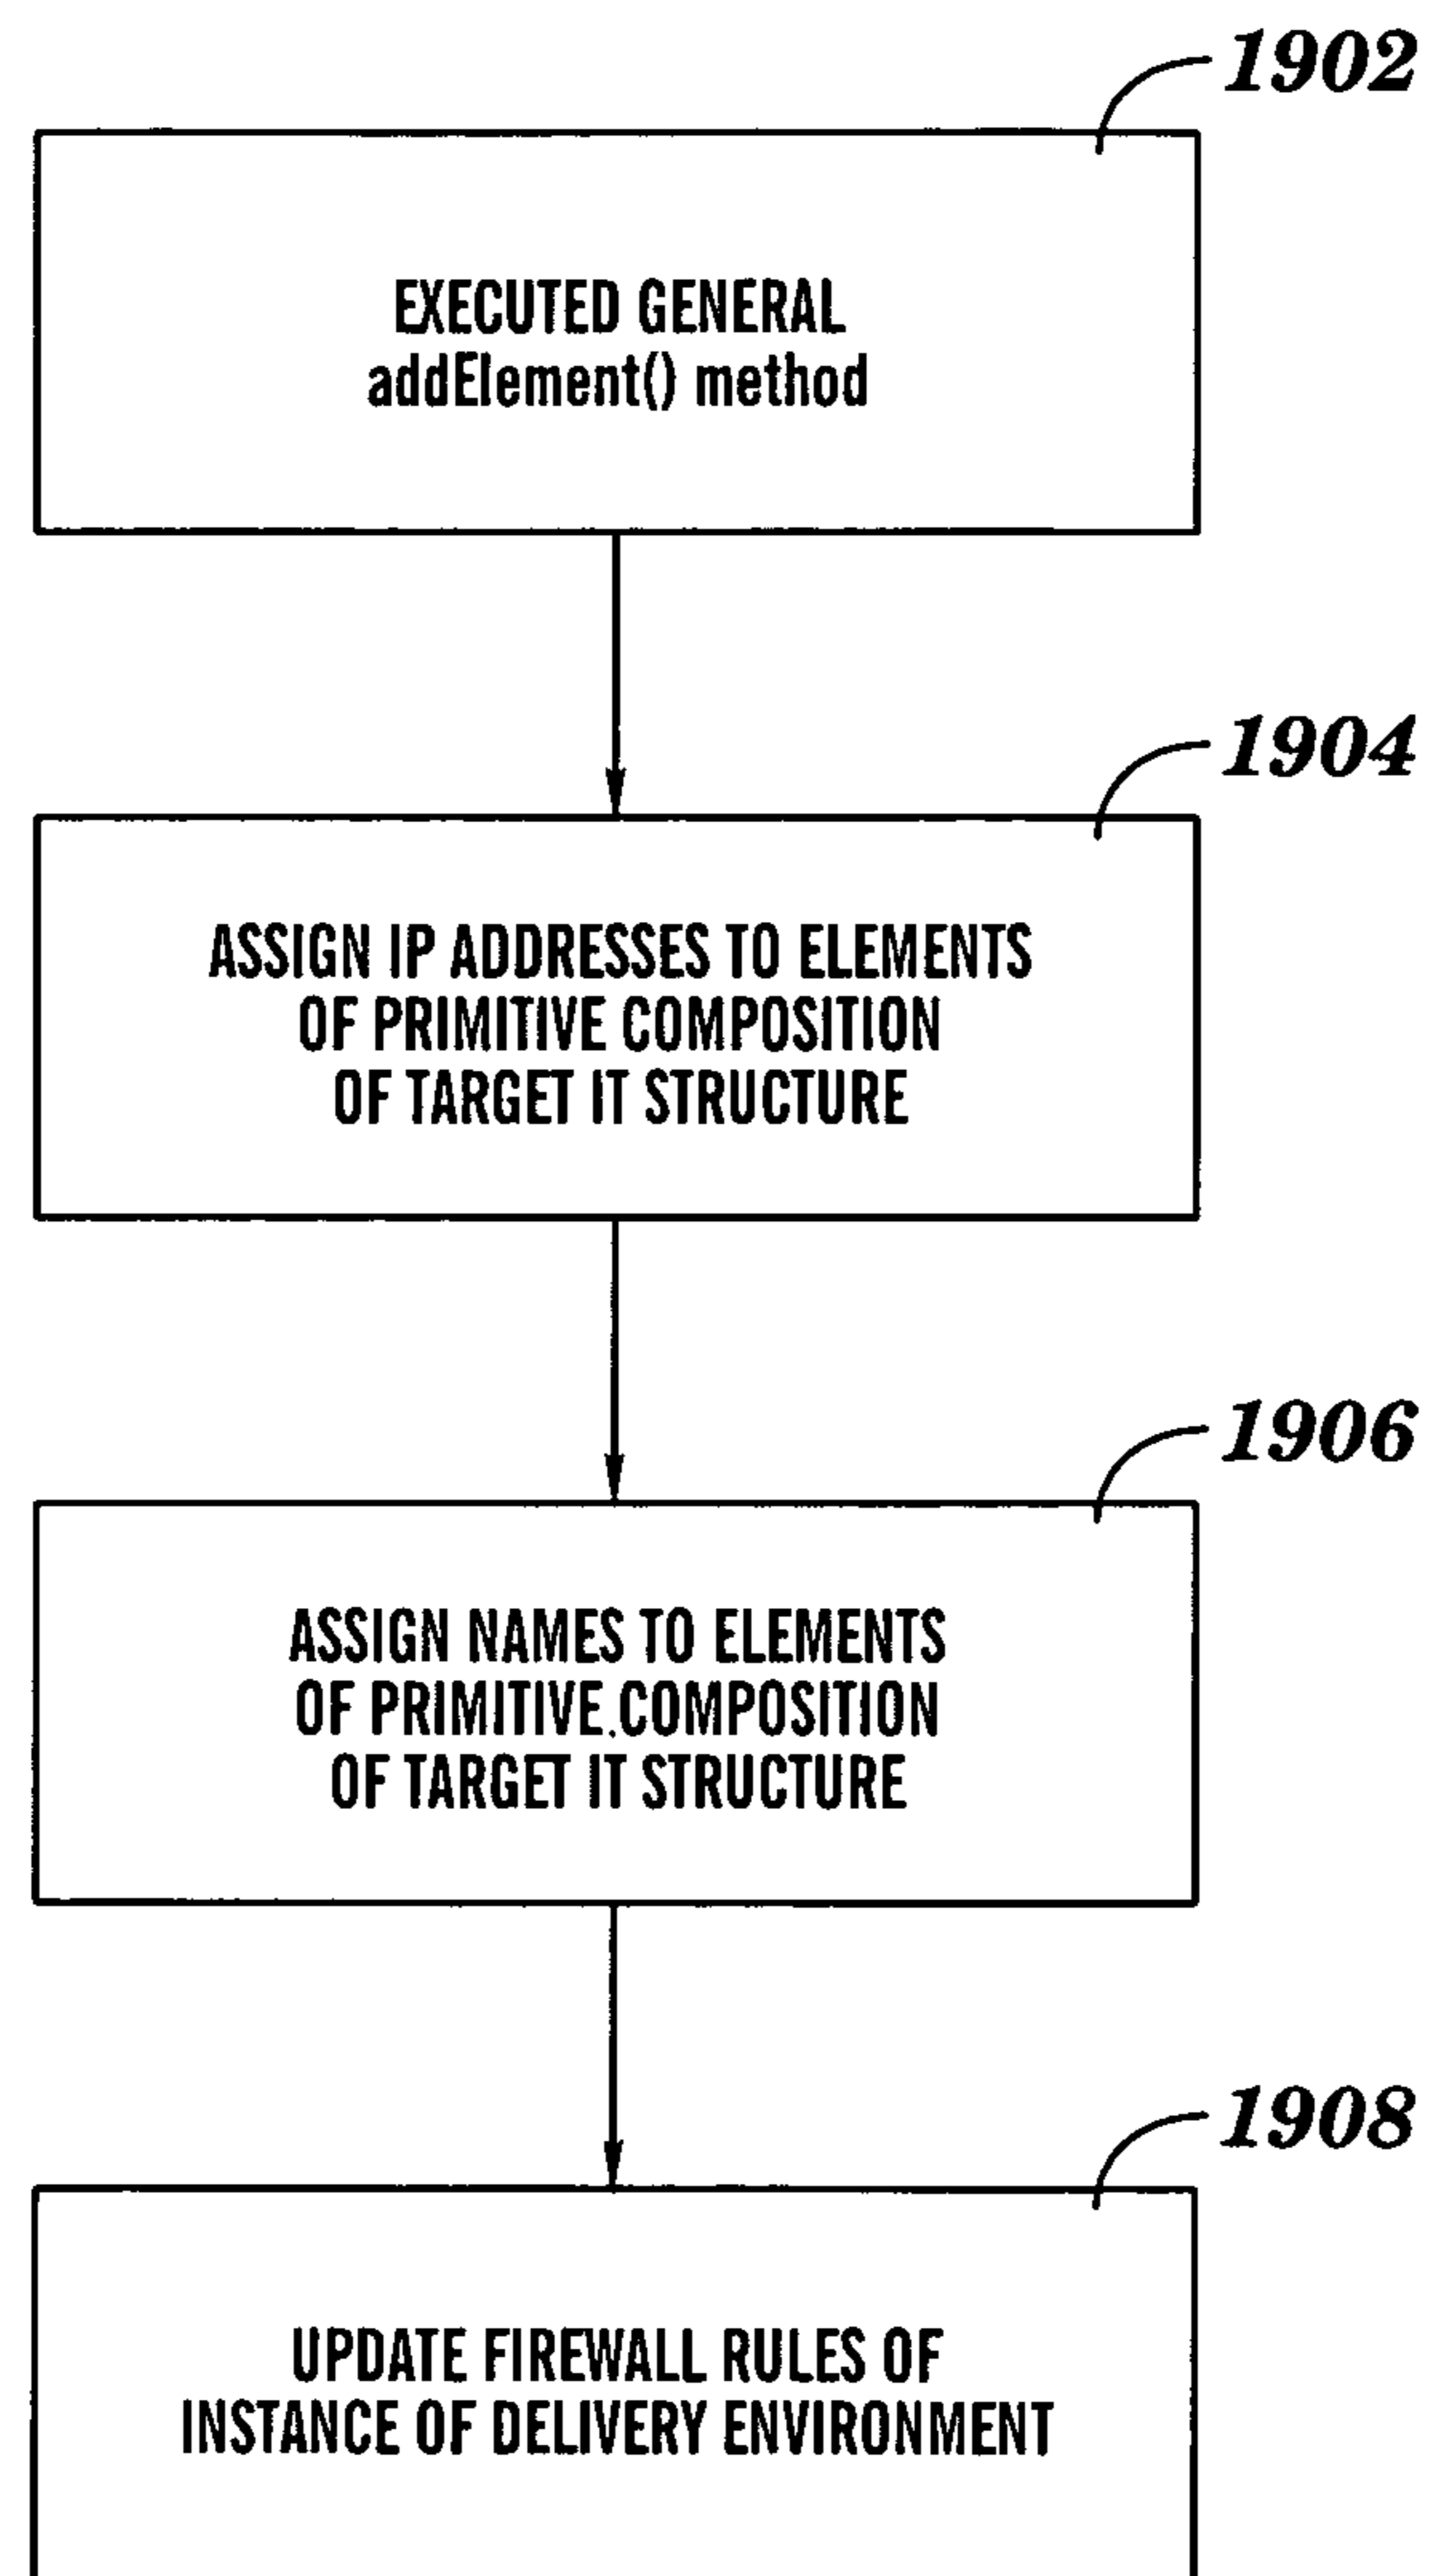 1902
EXECUTED GENERAL
addElement() method
1904
ASSIGN IP ADDRESSES TO ELEMENTS
OF PRIMITIVE COMPOSITION
OF TARGET IT STRUCTURE
1906
ASSIGN NAMES TO ELEMENTS
OF PRIMITIVE COMPOSITION
OF TARGET IT STRUCTURE
1908
UPDATE FIREWALL RULES OF
INSTANCE OF DELIVERY ENVIRONMENT